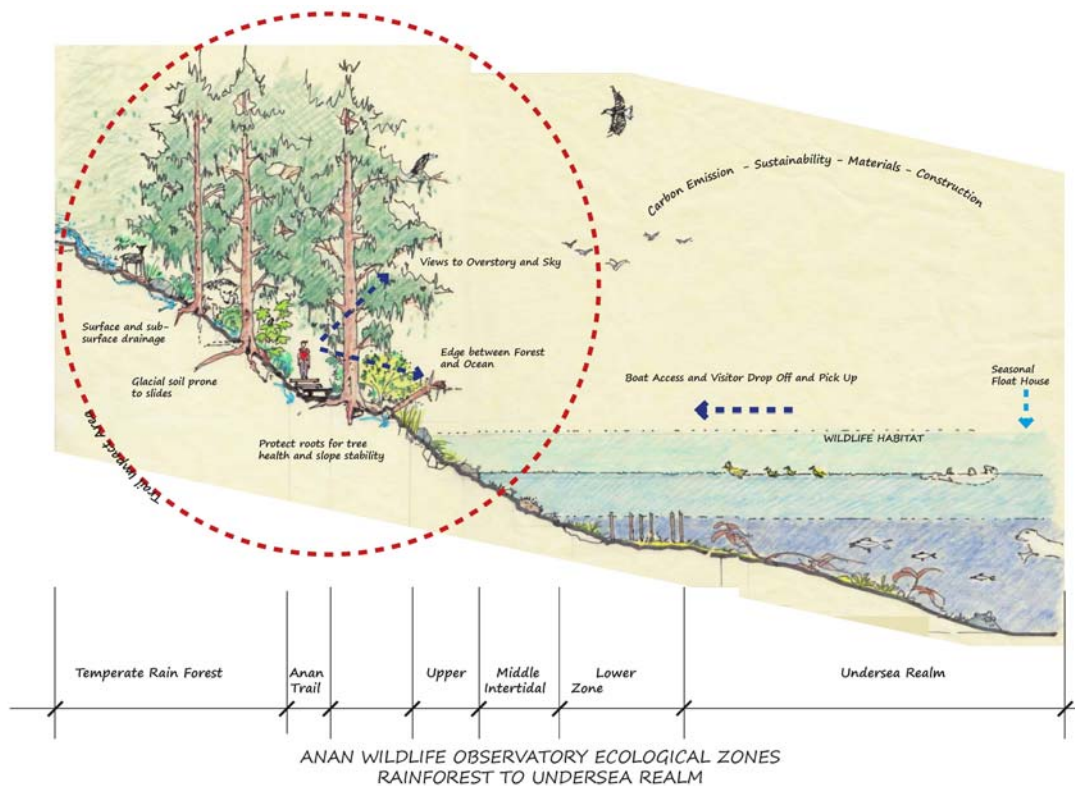 Carbon Emission - Sustainability - Materials - Construction
Views to Overstory and Sky
Surface and sub-
surface drainage
Edge between Forest
and Ocean
Glacial soil prone
to slides
Boat Access and Visitor Drop Off and Pick Up
Seasonal
Float House
Protect roots for tree
health and slope stability
WILDLIFE HABITAT
Trail Impact Area
Temperate Rain Forest
Anan
Trail
Upper
Middle
Intertidal
Lower
Zone
Undersea Realm
ANAN WILDLIFE OBSERVATORY ECOLOGICAL ZONES
RAINFOREST TO UNDERSEA REALM